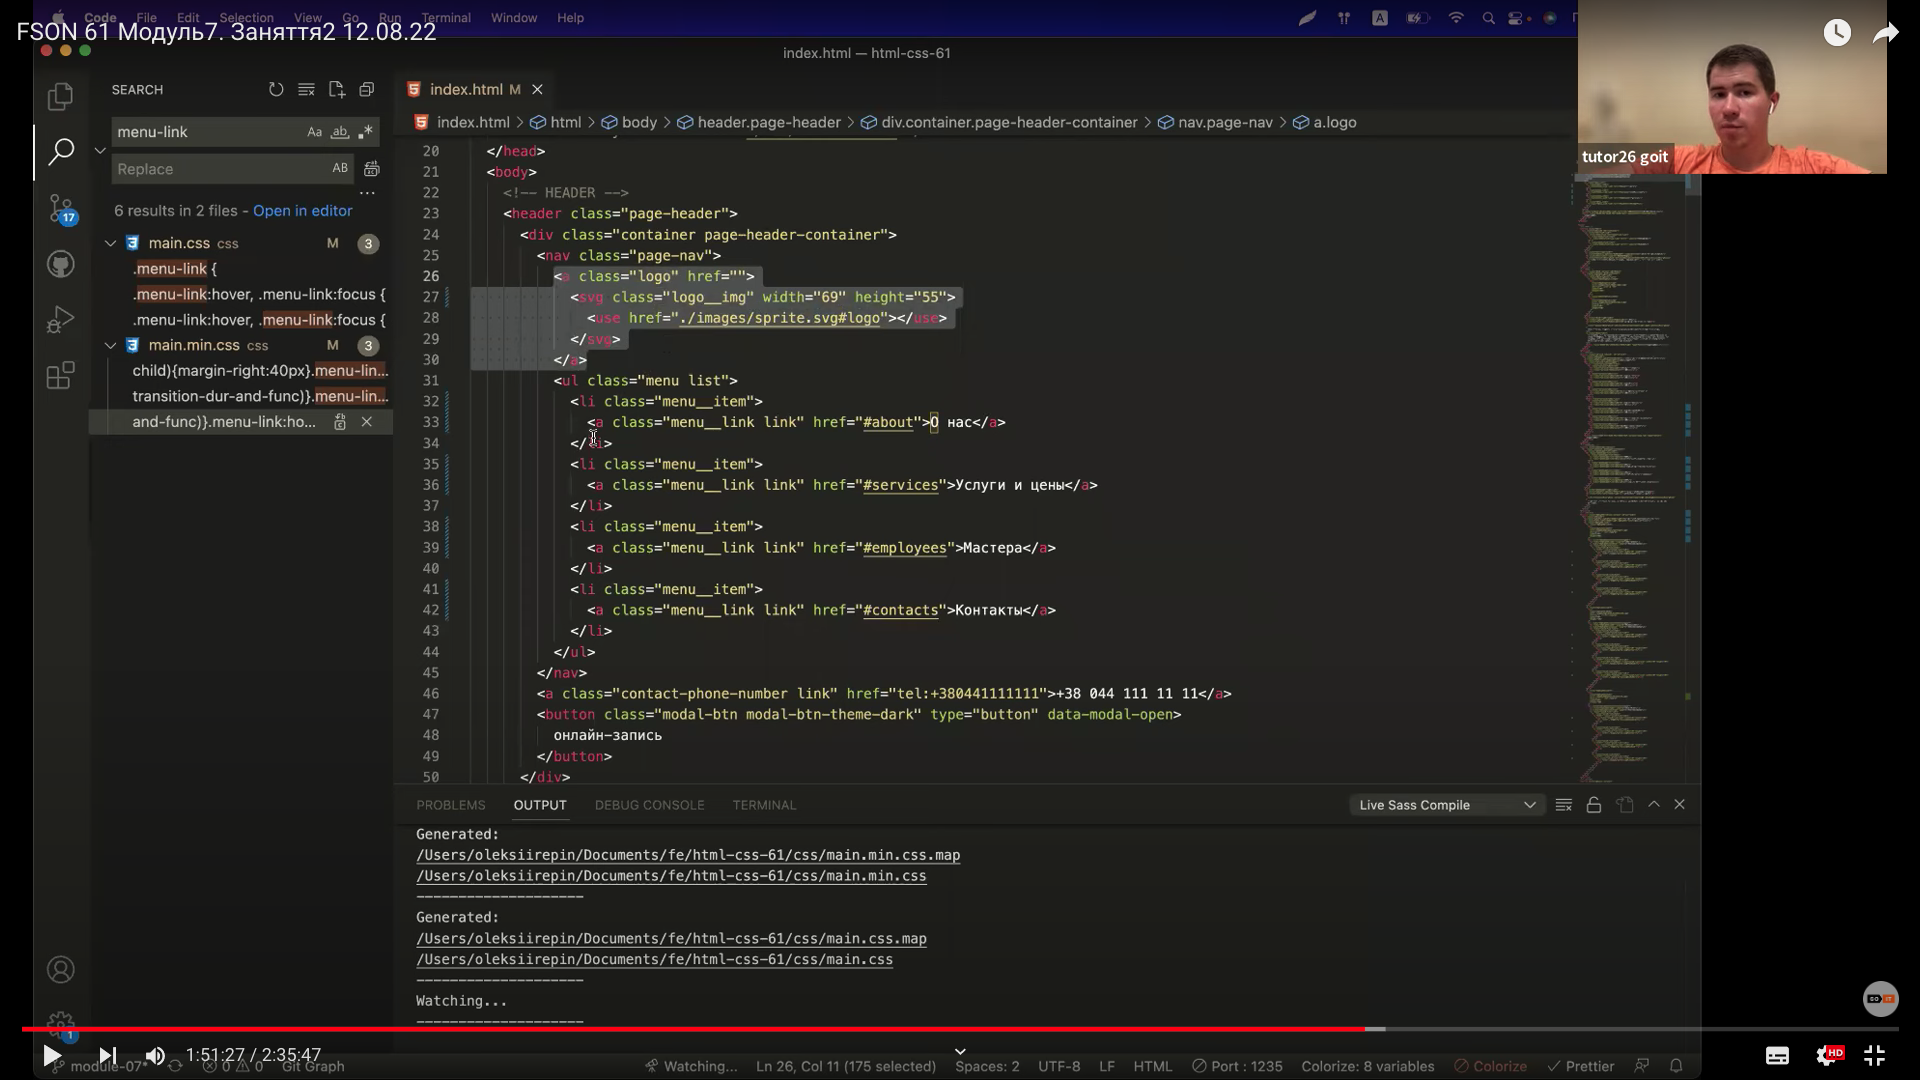 Code File Edit Selection View Go Run Terminal Window Help
FSON 61 Модуль7. Заняття2 12.08.22
index.html — html-css-61
SEARCH
index.html M
menu-link
Aa ab .*
index.html > html > body > header.page-header > div.container.page-header-container > nav.page-nav > a.logo
tutor26 goit
Replace
AB
17
6 results in 2 files - Open in editor
main.css css M 3
.menu-link {
.menu-link:hover, .menu-link:focus {
.menu-link:hover, .menu-link:focus {
main.min.css css M 3
child){margin-right:40px}.menu-lin...
transition-dur-and-func)}.menu-lin...
and-func)}.menu-link:ho...
20 </head>
21 <body>
22 <!-- HEADER -->
23 <header class="page-header">
24 <div class="container page-header-container">
25 <nav class="page-nav">
26 <a class="logo" href="">
27 <svg class="logo__img" width="69" height="55">
28 <use href="./images/sprite.svg#logo"></use>
29 </svg>
30 </a>
31 <ul class="menu list">
32 <li class="menu__item">
33 <a class="menu__link link" href="#about">О нас</a>
34 </li>
35 <li class="menu__item">
36 <a class="menu__link link" href="#services">Услуги и цены</a>
37 </li>
38 <li class="menu__item">
39 <a class="menu__link link" href="#employees">Мастера</a>
40 </li>
41 <li class="menu__item">
42 <a class="menu__link link" href="#contacts">Контакты</a>
43 </li>
44 </ul>
45 </nav>
46 <a class="contact-phone-number link" href="tel:+380441111111">+38 044 111 11 11</a>
47 <button class="modal-btn modal-btn-theme-dark" type="button" data-modal-open>
48 онлайн-запись
49 </button>
50 </div>
PROBLEMS OUTPUT DEBUG CONSOLE TERMINAL
Live Sass Compile
Generated:
/Users/oleksiirepin/Documents/fe/html-css-61/css/main.min.css.map
/Users/oleksiirepin/Documents/fe/html-css-61/css/main.min.css
--------------------
Generated:
/Users/oleksiirepin/Documents/fe/html-css-61/css/main.css.map
/Users/oleksiirepin/Documents/fe/html-css-61/css/main.css
--------------------
Watching...
--------------------
GO IT
1
1:51:27 / 2:35:47
HD
module-07* 0 0 Git Graph Watching... Ln 26, Col 11 (175 selected) Spaces: 2 UTF-8 LF HTML Port : 1235 Colorize: 8 variables Colorize Prettier